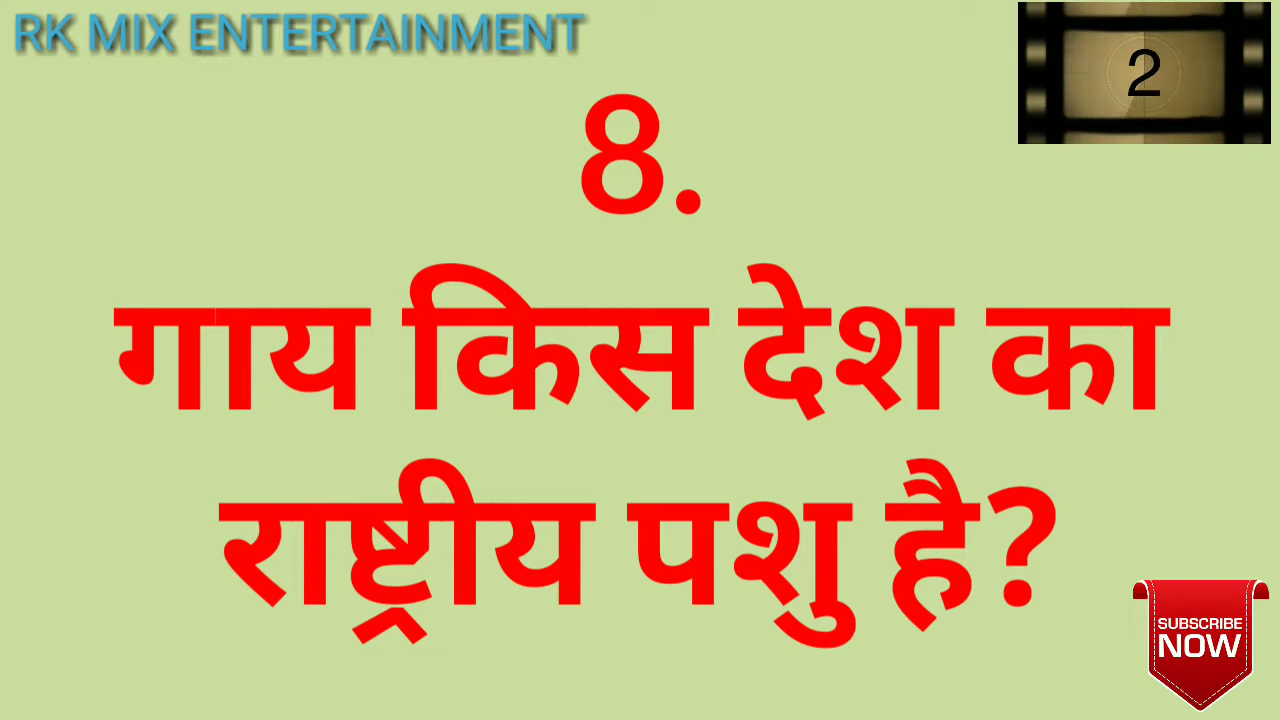 RK MIX ENTERTAINMENT
2
8.
गाय किस देश का
राष्ट्रीय पशु है?
SUBSCRIBE
NOW